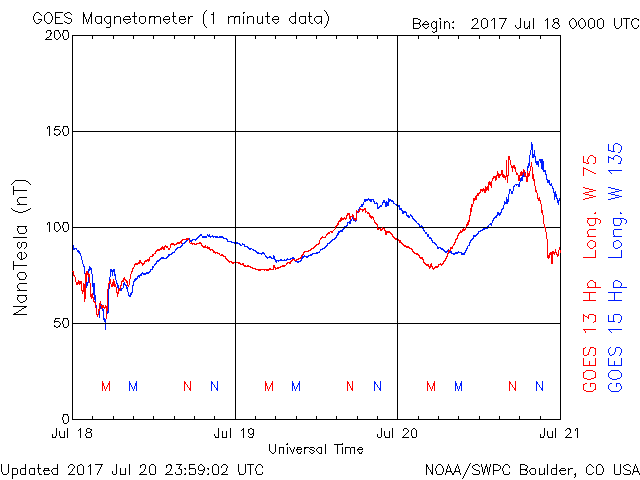 GOES Magnetometer (1 minute data)
Begin: 2017 Jul 18 0000 UTC
200
150
100
50
0
NanoTesla (nT)
M M N N M M N N M M N N
Jul 18 Jul 19 Jul 20 Jul 21
Universal Time
GOES 13 Hp Long. W 75
GOES 15 Hp Long. W 135
Updated 2017 Jul 20 23:59:02 UTC
NOAA/SWPC Boulder, CO USA